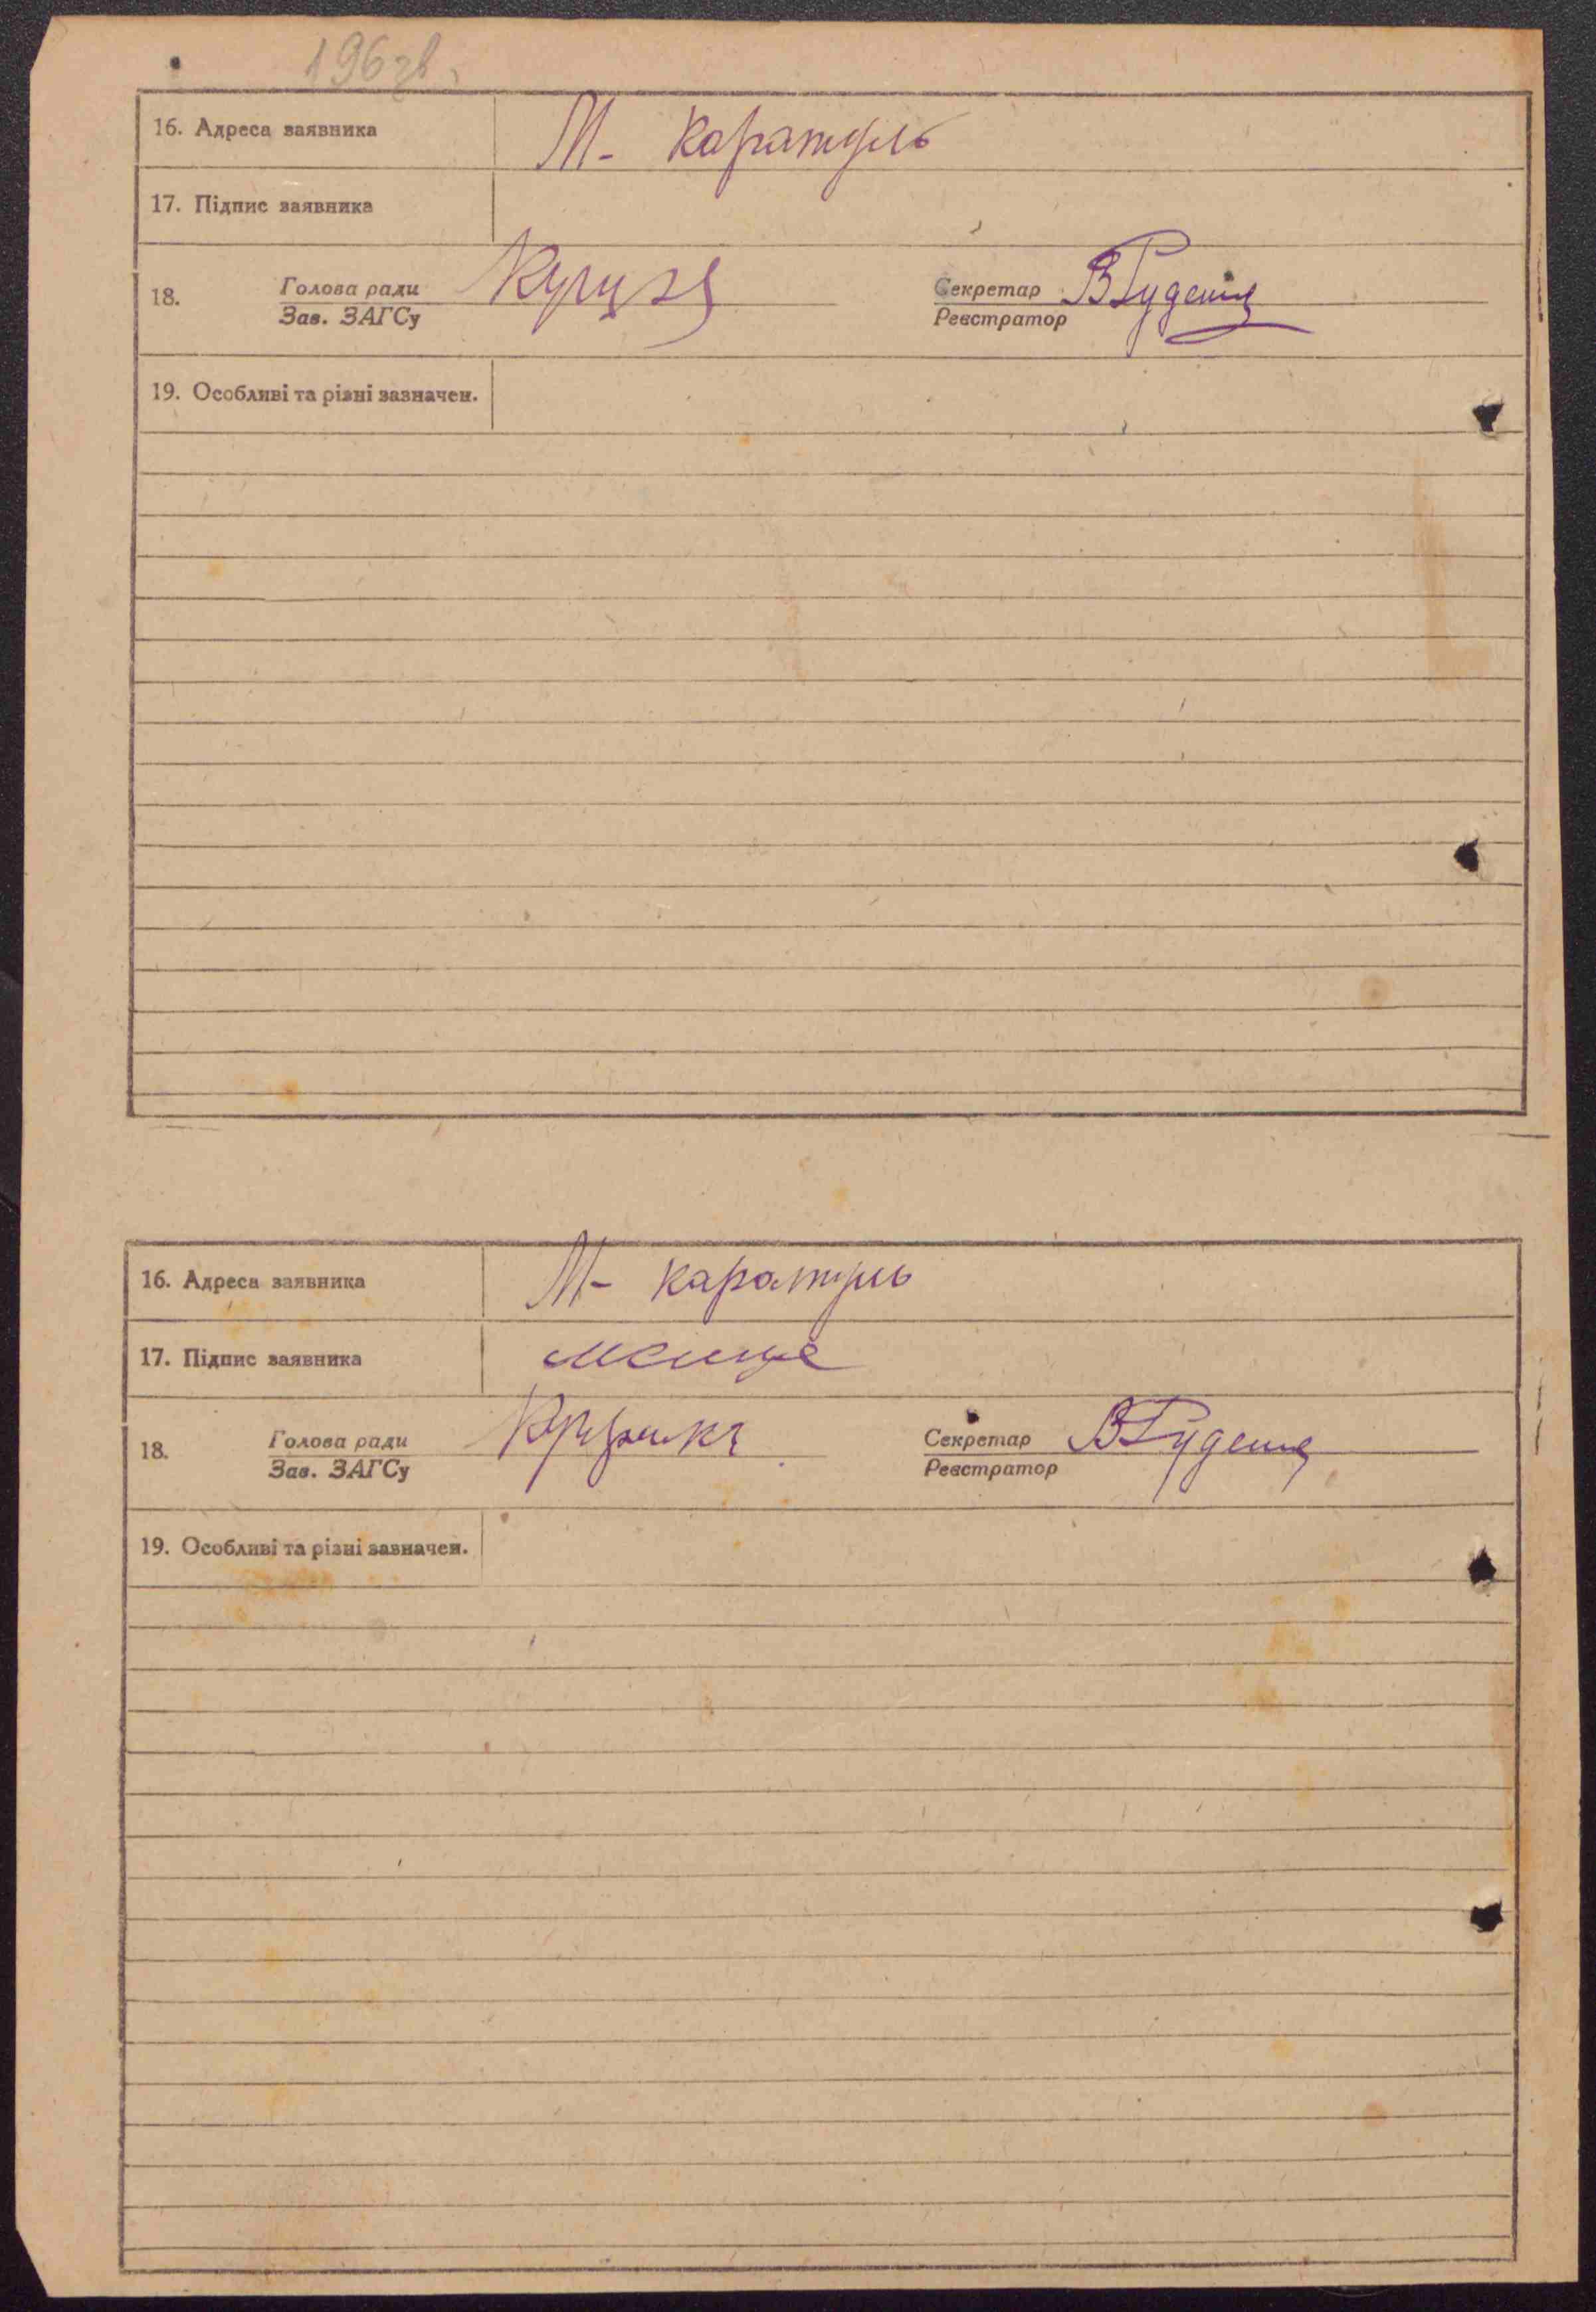 196зв.
16. Адреса заявника М- Каратуль
17. Підпис заявника
18. Голова ради Секретар ВРуденко
Зав. ЗАГСу Реєстратор
19. Особливі та різні зазначен.
16. Адреса заявника М- Каратуль
17. Підпис заявника
18. Голова ради Секретар ВРуденко
Зав. ЗАГСу Реєстратор
19. Особливі та різні зазначен.